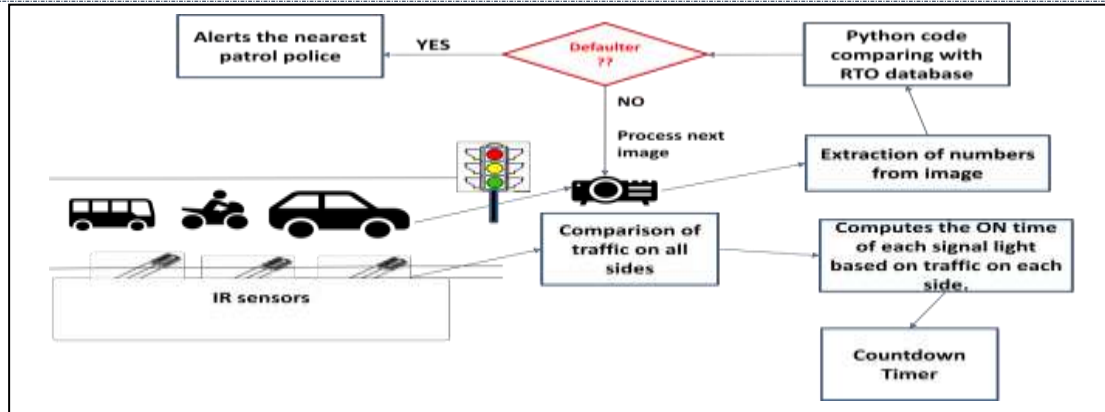 Alerts the nearest
patrol police
YES
Defaulter
??
Python code
comparing with
RTO database
NO
Process next
image
Extraction of numbers
from image
Comparison of
traffic on all
sides
Computes the ON time
of each signal light
based on traffic on each
side.
IR sensors
Countdown
Timer